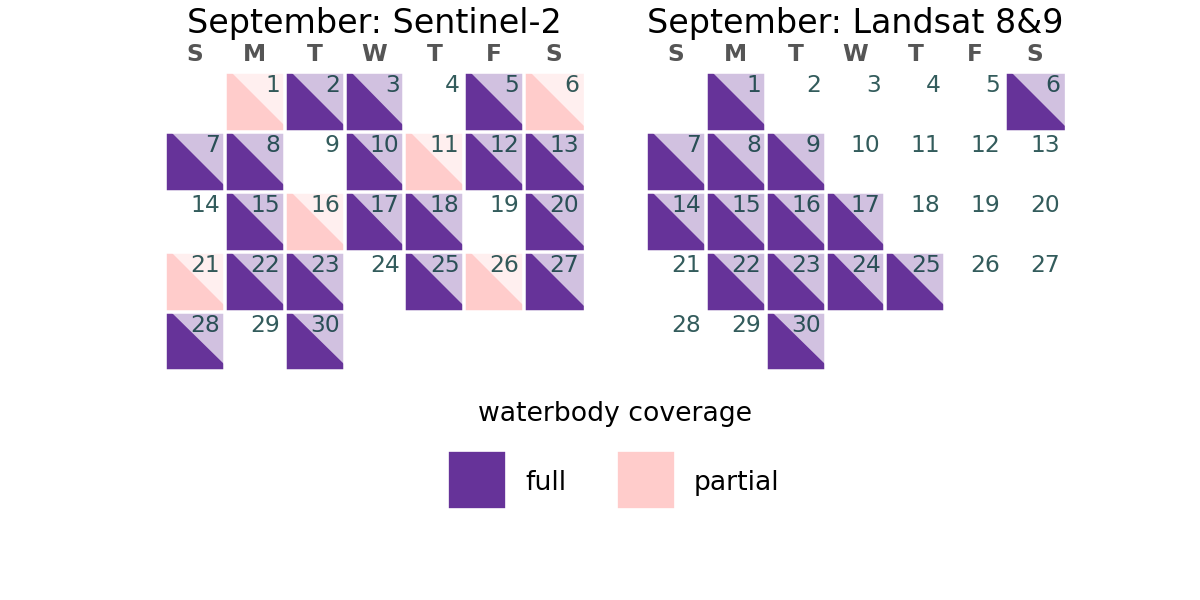 September: Sentinel-2
S M T W T F S
1 2 3 4 5 6
7 8 9 10 11 12 13
14 15 16 17 18 19 20
21 22 23 24 25 26 27
28 29 30
September: Landsat 8&9
S M T W T F S
1 2 3 4 5 6
7 8 9 10 11 12 13
14 15 16 17 18 19 20
21 22 23 24 25 26 27
28 29 30
waterbody coverage
full partial